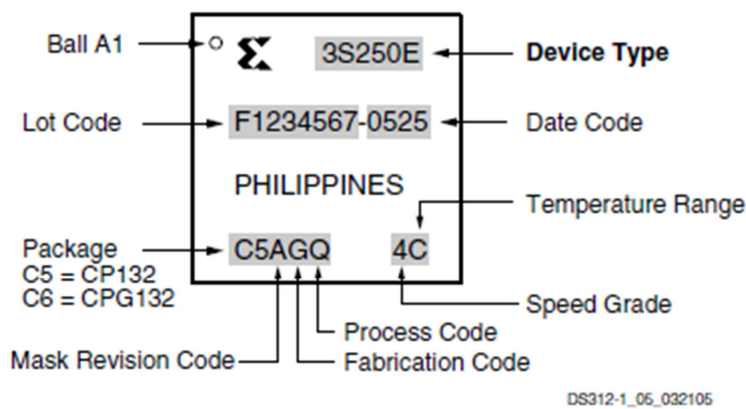 Ball A1
3S250E
Device Type
Lot Code
F1234567-0525
Date Code
PHILIPPINES
Temperature Range
Package
C5 = CP132
C6 = CPG132
C5AGQ
4C
Speed Grade
Process Code
Mask Revision Code
Fabrication Code
DS312-1_05_032105